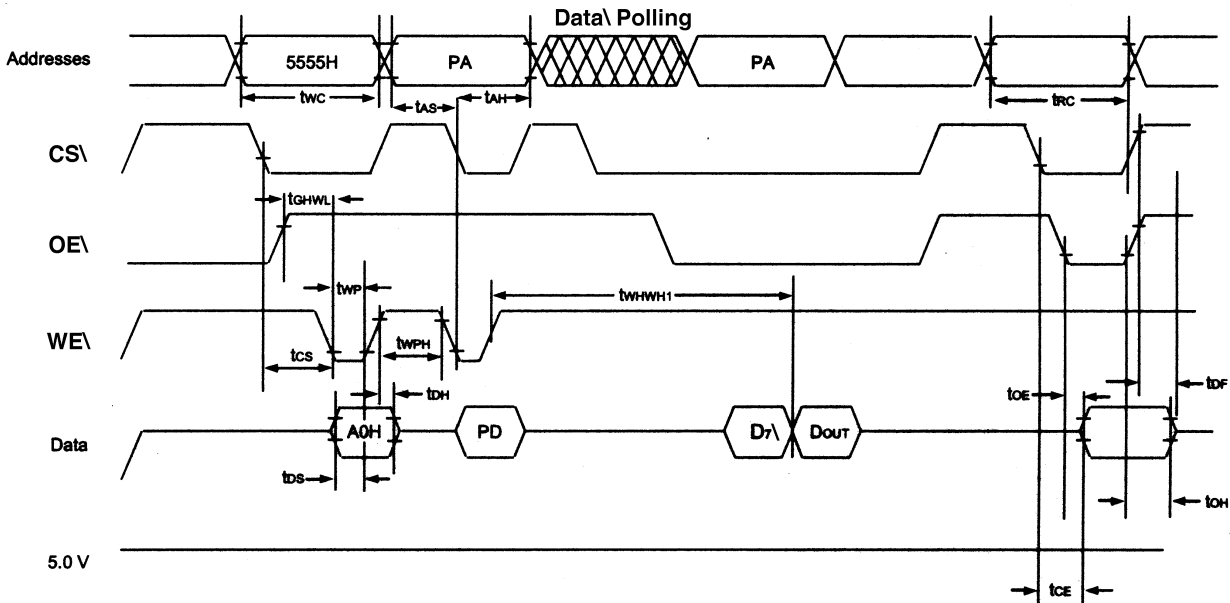 Data\ Polling
Addresses
5555H
PA
PA
tWC
tAS
tAH
tRC
CS\
tGHWL
OE\
tWP
tWHWH1
WE\
tCS
tWPH
tDH
tOE
tDF
Data
A0H
PD
D7\
DOUT
tDS
tOH
5.0 V
tCE